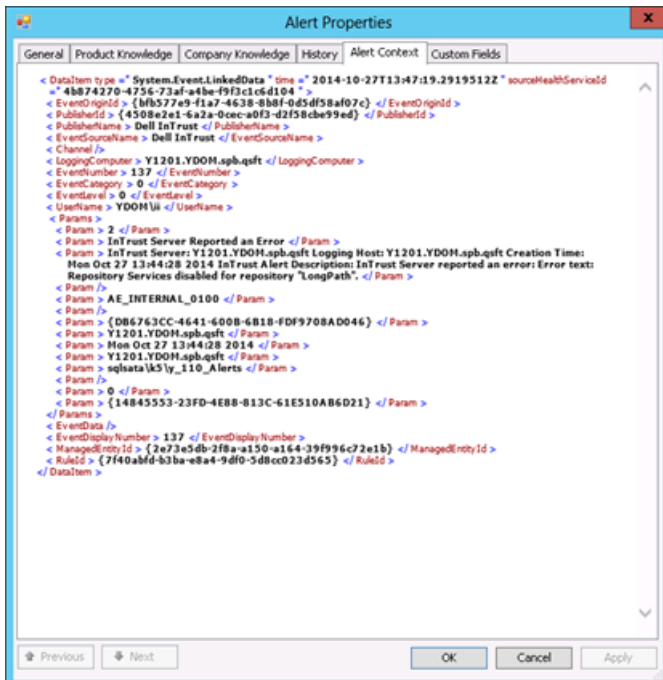 Alert Properties
x
General Product Knowledge Company Knowledge History Alert Context Custom Fields
< DataItem type =" System.Event.LinkedData " time =" 2014-10-27T13:47:19.2919512Z " sourceHealthServiceId
=" 4b874270-4756-73af-a4be-f9f3c1c6d104 " >
< EventOriginId > {bfb577e9-f1a7-4638-8b8f-0d5df58af07c} </ EventOriginId >
< PublisherId > {4508e2e1-6a2a-0cec-a0f3-d2f58cbe99ed} </ PublisherId >
< PublisherName > Dell InTrust </ PublisherName >
< EventSourceName > Dell InTrust </ EventSourceName >
< Channel />
< LoggingComputer > Y1201.YDOM.spb.qsft </ LoggingComputer >
< EventNumber > 137 </ EventNumber >
< EventCategory > 0 </ EventCategory >
< EventLevel > 0 </ EventLevel >
< UserName > YDOM\ii </ UserName >
< Params >
< Param > 2 </ Param >
< Param > InTrust Server Reported an Error </ Param >
< Param > InTrust Server: Y1201.YDOM.spb.qsft Logging Host: Y1201.YDOM.spb.qsft Creation Time:
Mon Oct 27 13:44:28 2014 InTrust Alert Description: InTrust Server reported an error: Error text:
Repository Services disabled for repository "LongPath". </ Param >
< Param />
< Param > AE_INTERNAL_0100 </ Param >
< Param />
< Param > {DB6763CC-4641-6008-6B18-FDF9708AD046} </ Param >
< Param > Y1201.YDOM.spb.qsft </ Param >
< Param > Mon Oct 27 13:44:28 2014 </ Param >
< Param > Y1201.YDOM.spb.qsft </ Param >
< Param > sqlsata\k5\y_110_Alerts </ Param >
< Param />
< Param > 0 </ Param >
< Param > {14845553-23FD-4E88-813C-61E510AB6D21} </ Param >
</ Params >
< EventData />
< EventDisplayNumber > 137 </ EventDisplayNumber >
< ManagedEntityId > {2e73e5db-2f8a-a150-a164-39f996c72e1b} </ ManagedEntityId >
< RuleId > {7f40abfd-b3ba-e8a4-9df0-5d8cc023d565} </ RuleId >
</ DataItem >
Previous Next OK Cancel Apply